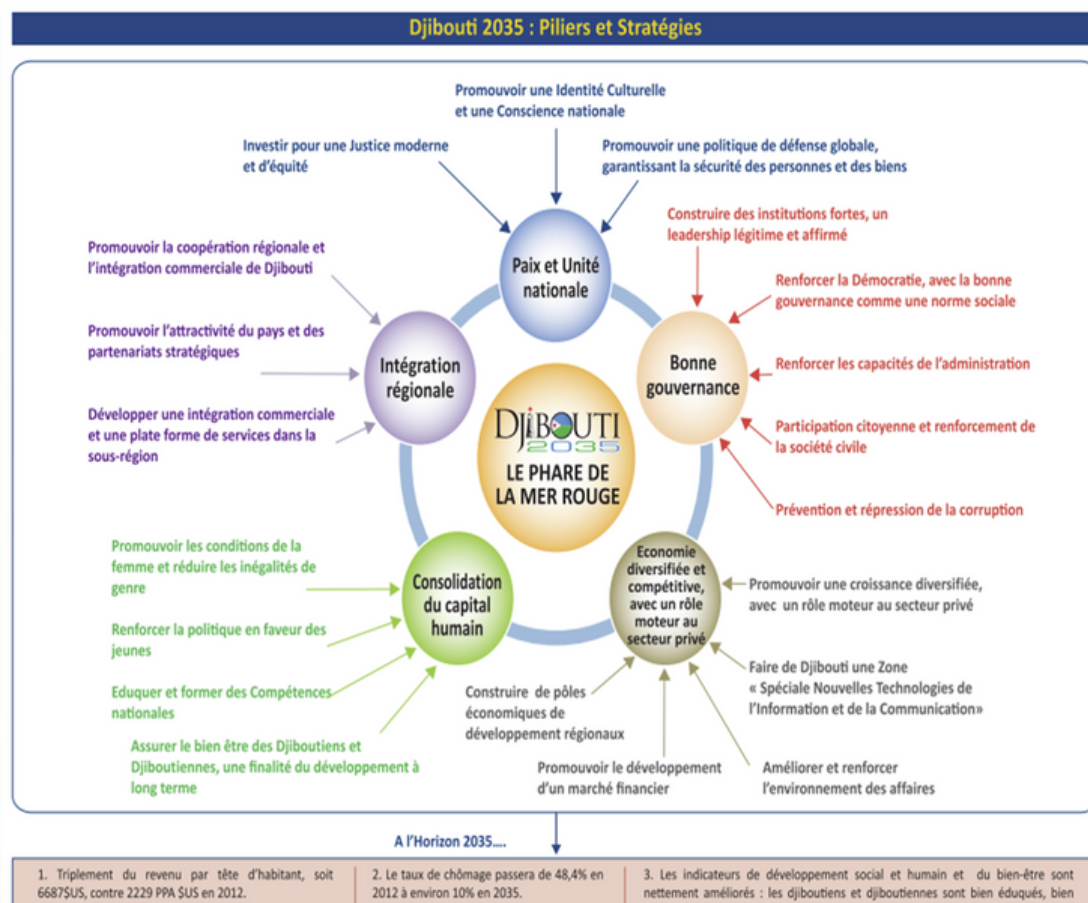 Djibouti 2035 : Piliers et Stratégies
Promouvoir une Identité Culturelle
et une Conscience nationale
Investir pour une Justice moderne
et d'équité
Promouvoir une politique de défense globale,
garantissant la sécurité des personnes et des biens
Paix et Unité
nationale
Construire des institutions fortes, un
leadership légitime et affirmé
Renforcer la Démocratie, avec la bonne
gouvernance comme une norme sociale
Renforcer les capacités de l'administration
Participation citoyenne et renforcement de
la société civile
Prévention et répression de la corruption
Bonne
gouvernance
Promouvoir la coopération régionale et
l'intégration commerciale de Djibouti
Promouvoir l'attractivité du pays et des
partenariats stratégiques
Développer une intégration commerciale
et une plate forme de services dans la
sous-région
Intégration
régionale
DJIBOUTI
2035
LE PHARE DE
LA MER ROUGE
Promouvoir les conditions de la
femme et réduire les inégalités de
genre
Renforcer la politique en faveur des
jeunes
Eduquer et former des Compétences
nationales
Assurer le bien être des Djiboutiens et
Djiboutiennes, une finalité du développement à
long terme
Consolidation
du capital
humain
Economie
diversifiée et
compétitive,
avec un rôle
moteur au
secteur privé
Promouvoir une croissance diversifiée,
avec un rôle moteur au secteur privé
Faire de Djibouti une Zone
« Spéciale Nouvelles Technologies de
l'Information et de la Communication»
Construire de pôles
économiques de
développement régionaux
Promouvoir le développement
d'un marché financier
Améliorer et renforcer
l'environnement des affaires
A l'Horizon 2035....
1. Triplement du revenu par tête d'habitant, soit
6687$US, contre 2229 PPA $US en 2012.
2. Le taux de chômage passera de 48,4% en
2012 à environ 10% en 2035.
3. Les indicateurs de développement social et humain et du bien-être sont
nettement améliorés : les djiboutiens et djiboutiennes sont bien éduqués, bien